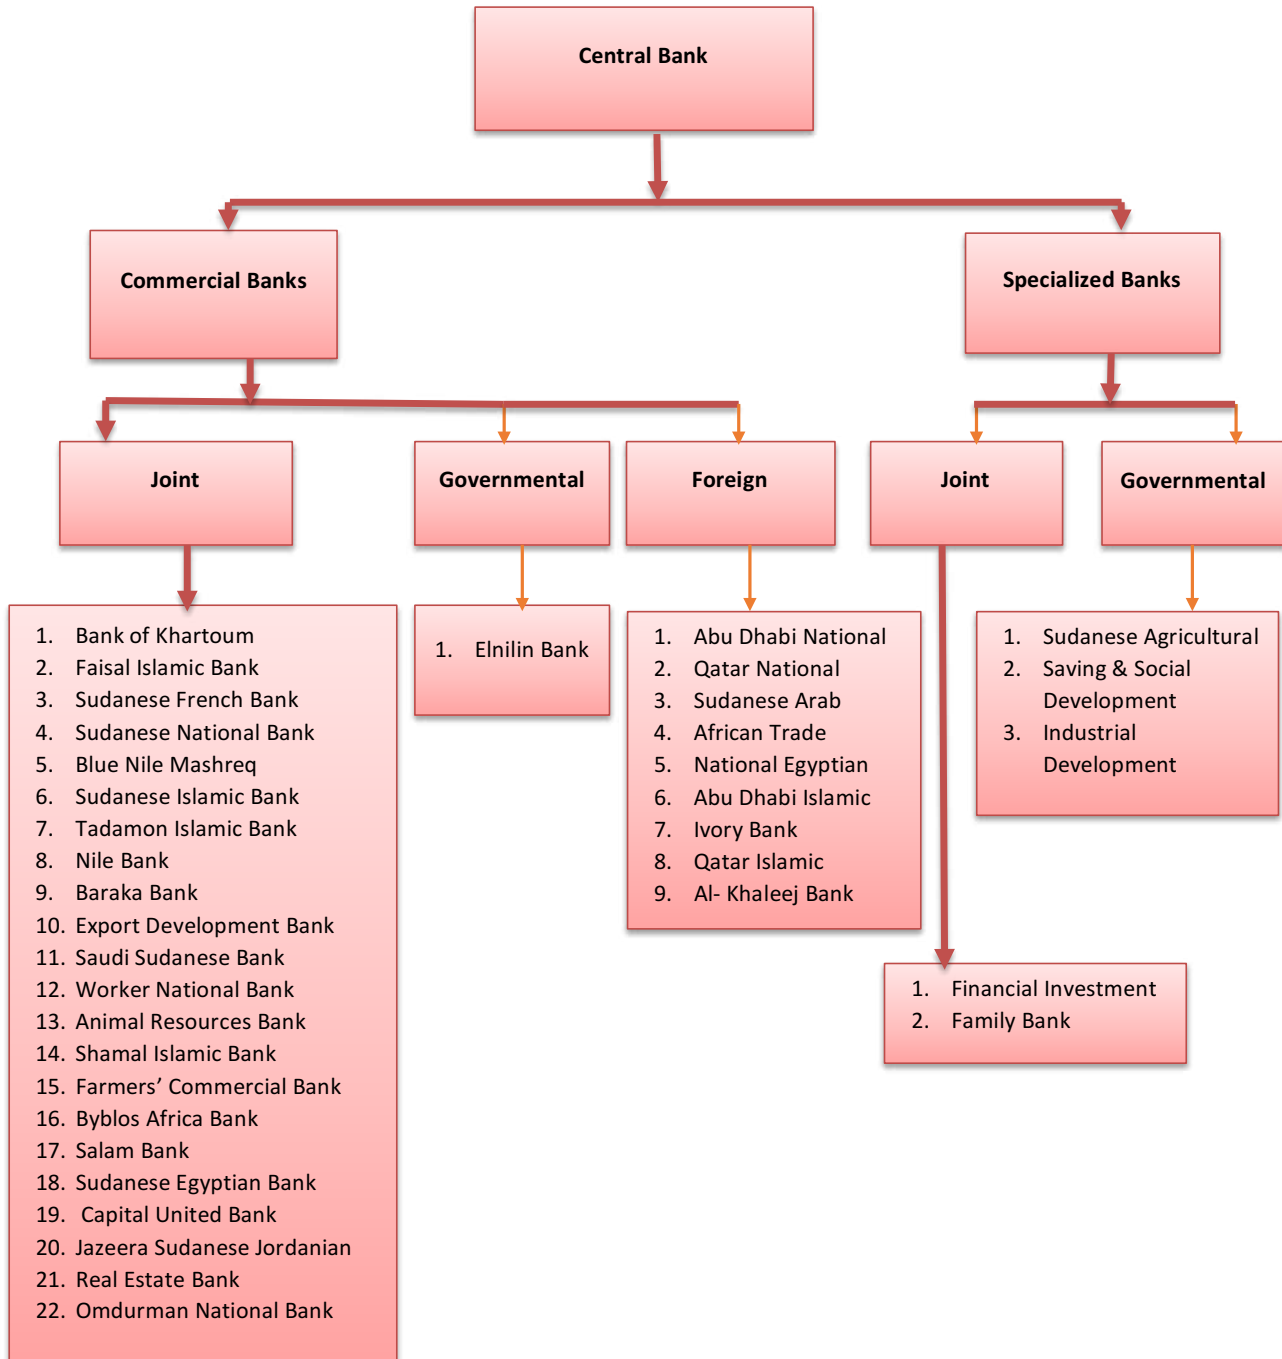 Central Bank
Commercial Banks
Specialized Banks
Joint
Governmental
Foreign
Joint
Governmental
1. Bank of Khartoum
2. Faisal Islamic Bank
3. Sudanese French Bank
4. Sudanese National Bank
5. Blue Nile Mashreq
6. Sudanese Islamic Bank
7. Tadamon Islamic Bank
8. Nile Bank
9. Baraka Bank
10. Export Development Bank
11. Saudi Sudanese Bank
12. Worker National Bank
13. Animal Resources Bank
14. Shamal Islamic Bank
15. Farmers’ Commercial Bank
16. Byblos Africa Bank
17. Salam Bank
18. Sudanese Egyptian Bank
19. Capital United Bank
20. Jazeera Sudanese Jordanian
21. Real Estate Bank
22. Omdurman National Bank
1. Elnilin Bank
1. Abu Dhabi National
2. Qatar National
3. Sudanese Arab
4. African Trade
5. National Egyptian
6. Abu Dhabi Islamic
7. Ivory Bank
8. Qatar Islamic
9. Al- Khaleej Bank
1. Financial Investment
2. Family Bank
1. Sudanese Agricultural
2. Saving & Social
Development
3. Industrial
Development